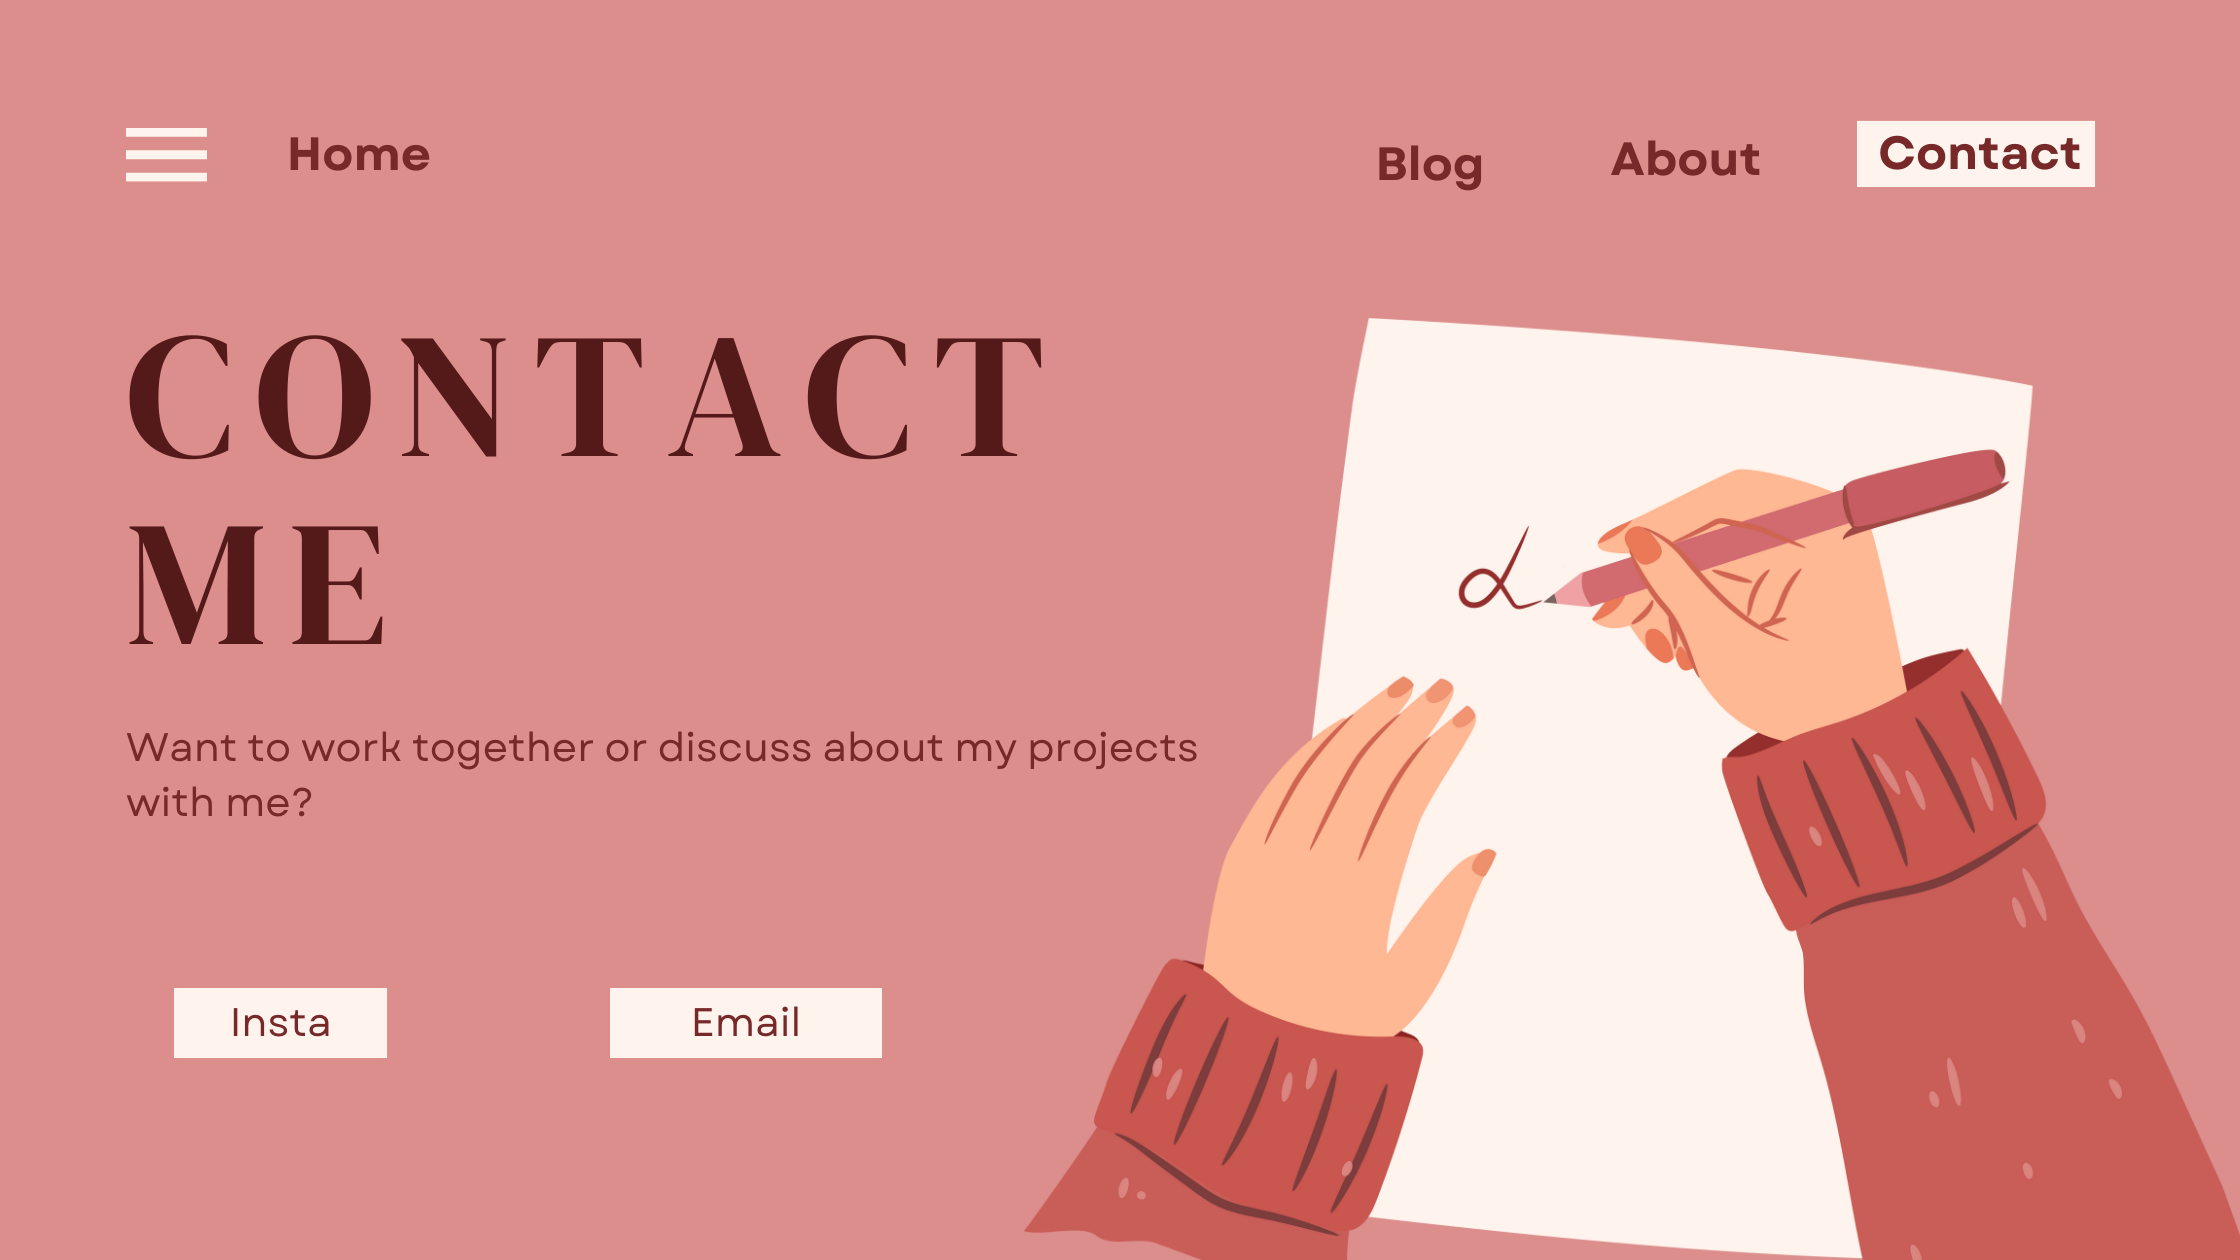 Home Blog About Contact
CONTACT
ME
Want to work together or discuss about my projects
with me?
Insta Email